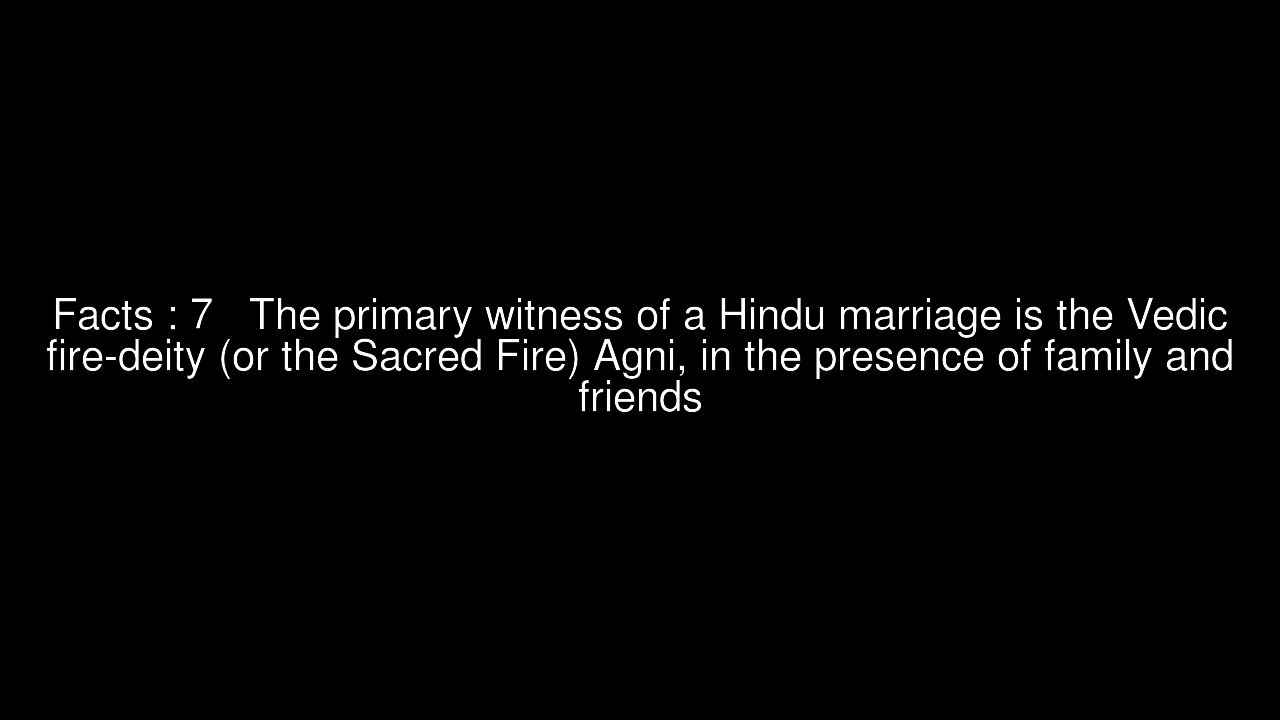 Facts : 7   The primary witness of a Hindu marriage is the Vedic
fire-deity (or the Sacred Fire) Agni, in the presence of family and
friends